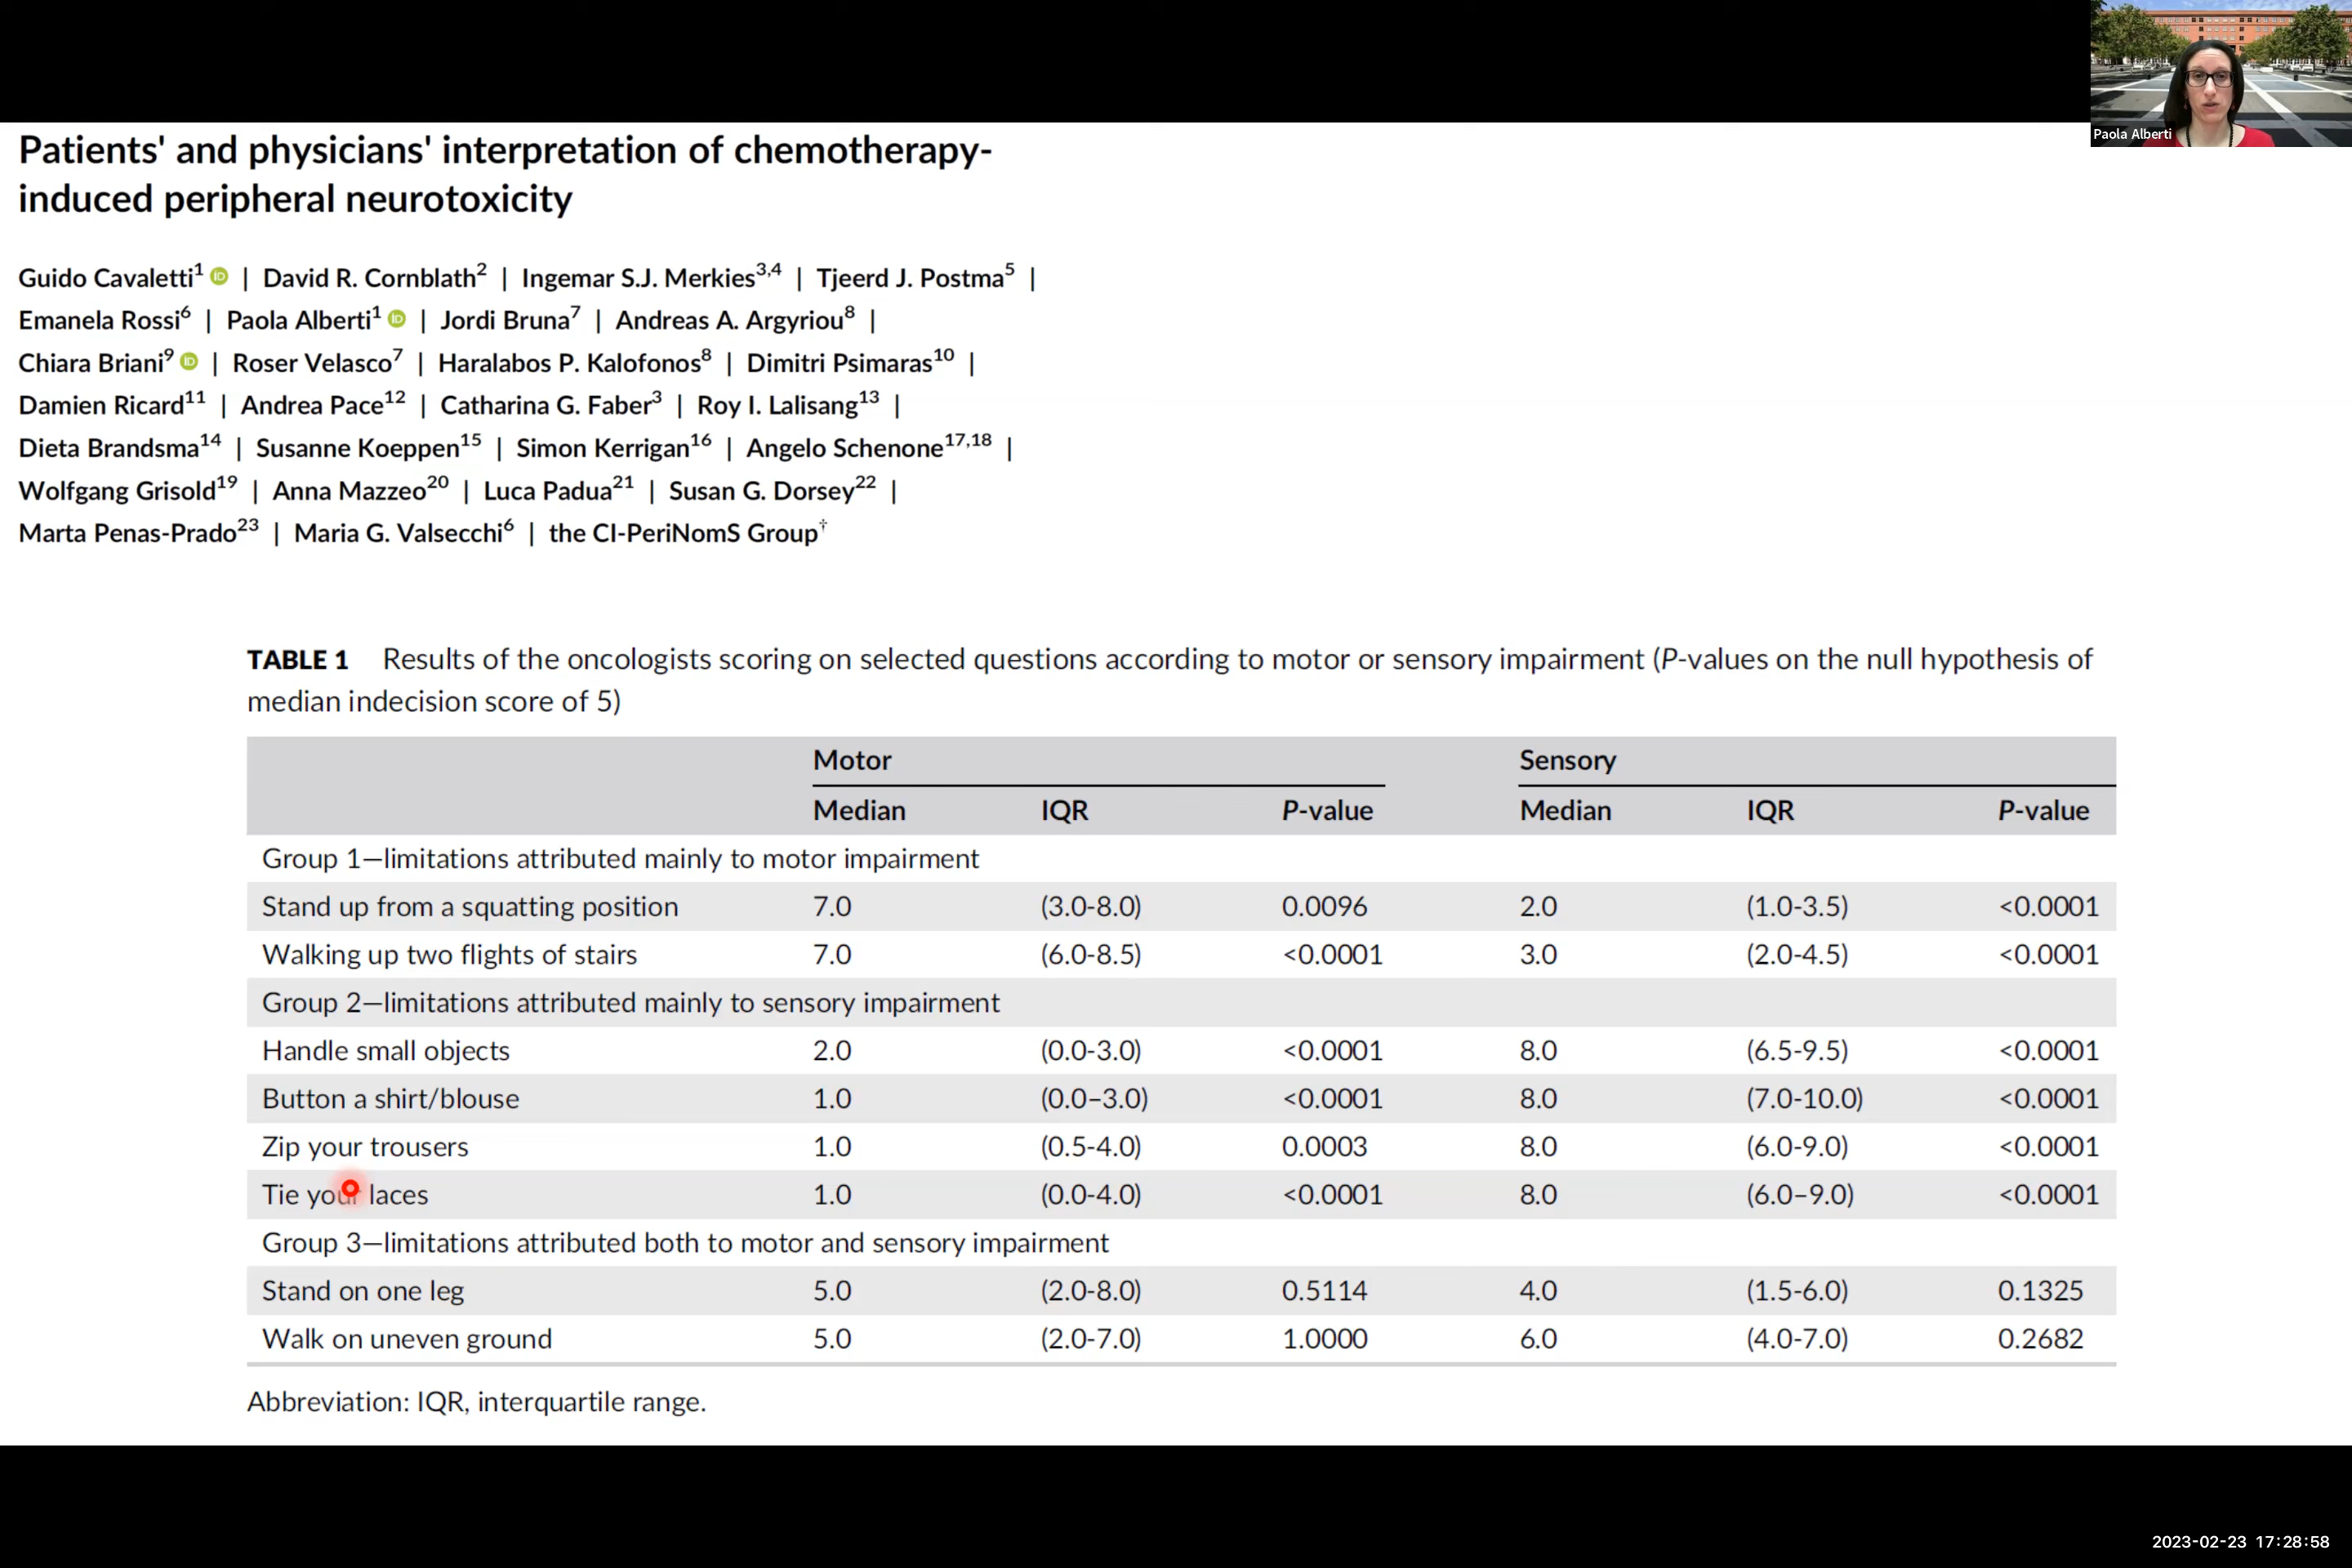 Paola Alberti
Patients' and physicians' interpretation of chemotherapy-
induced peripheral neurotoxicity
Guido Cavaletti1 iD | David R. Cornblath2 | Ingemar S.J. Merkies3,4 | Tjeerd J. Postma5 |
Emanela Rossi6 | Paola Alberti1 iD | Jordi Bruna7 | Andreas A. Argyriou8 |
Chiara Briani9 iD | Roser Velasco7 | Haralabos P. Kalofonos8 | Dimitri Psimaras10 |
Damien Ricard11 | Andrea Pace12 | Catharina G. Faber3 | Roy I. Lalisang13 |
Dieta Brandsma14 | Susanne Koeppen15 | Simon Kerrigan16 | Angelo Schenone17,18 |
Wolfgang Grisold19 | Anna Mazzeo20 | Luca Padua21 | Susan G. Dorsey22 |
Marta Penas-Prado23 | Maria G. Valsecchi6 | the CI-PeriNomS Group†
TABLE 1 Results of the oncologists scoring on selected questions according to motor or sensory impairment (P-values on the null hypothesis of
median indecision score of 5)
Motor Sensory
Median IQR P-value Median IQR P-value
Group 1—limitations attributed mainly to motor impairment
Stand up from a squatting position 7.0 (3.0-8.0) 0.0096 2.0 (1.0-3.5) <0.0001
Walking up two flights of stairs 7.0 (6.0-8.5) <0.0001 3.0 (2.0-4.5) <0.0001
Group 2—limitations attributed mainly to sensory impairment
Handle small objects 2.0 (0.0-3.0) <0.0001 8.0 (6.5-9.5) <0.0001
Button a shirt/blouse 1.0 (0.0–3.0) <0.0001 8.0 (7.0-10.0) <0.0001
Zip your trousers 1.0 (0.5-4.0) 0.0003 8.0 (6.0-9.0) <0.0001
Tie your laces 1.0 (0.0-4.0) <0.0001 8.0 (6.0–9.0) <0.0001
Group 3—limitations attributed both to motor and sensory impairment
Stand on one leg 5.0 (2.0-8.0) 0.5114 4.0 (1.5-6.0) 0.1325
Walk on uneven ground 5.0 (2.0-7.0) 1.0000 6.0 (4.0-7.0) 0.2682
Abbreviation: IQR, interquartile range.
2023-02-23 17:28:58